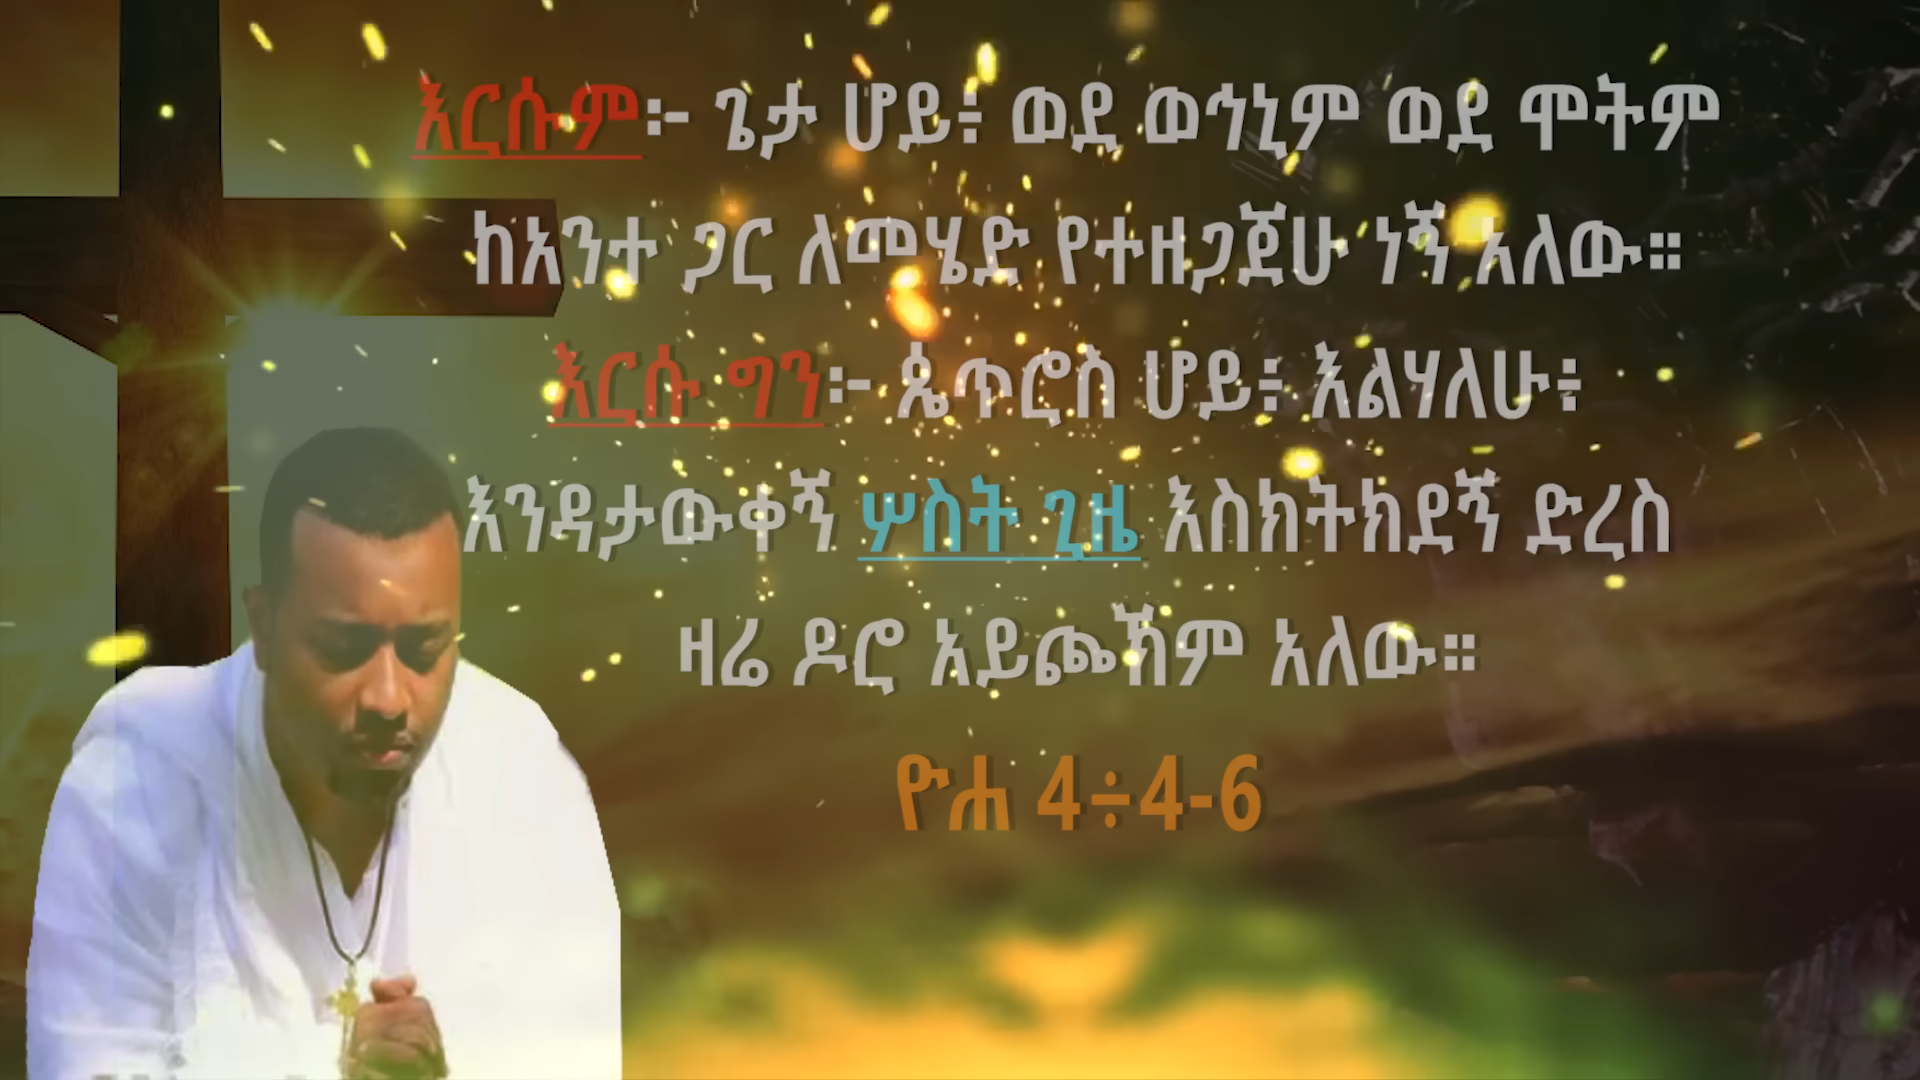 እርሱም፦ ጌታ ሆይ፥ ወደ ወኅኒም ወደ ሞትም
ከአንተ ጋር ለመሄድ የተዘጋጀሁ ነኝ አለው።
እርሱ ግን፦ ጴጥሮስ ሆይ፥ እልሃለሁ፥
እንዳታውቀኝ ሦስት ጊዜ እስክትክደኝ ድረስ
ዛሬ ዶሮ አይጮኽም አለው።
ዮሐ 4÷4-6